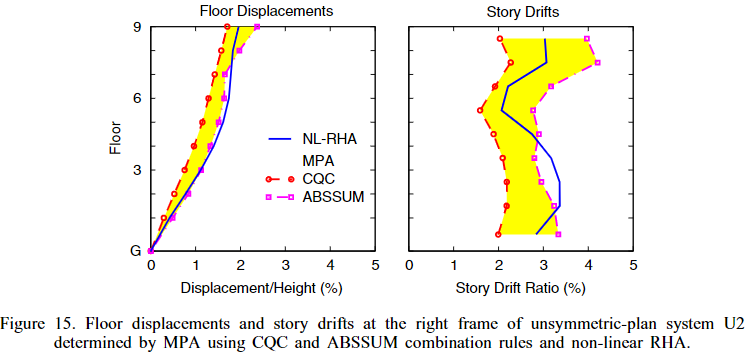 Floor Displacements
Story Drifts
9
6
3
G
Floor
NL-RHA
MPA
CQC
ABSSUM
0 1 2 3 4 5
0 1 2 3 4 5
Displacement/Height (%)
Story Drift Ratio (%)
Figure 15. Floor displacements and story drifts at the right frame of unsymmetric-plan system U2
determined by MPA using CQC and ABSSUM combination rules and non-linear RHA.